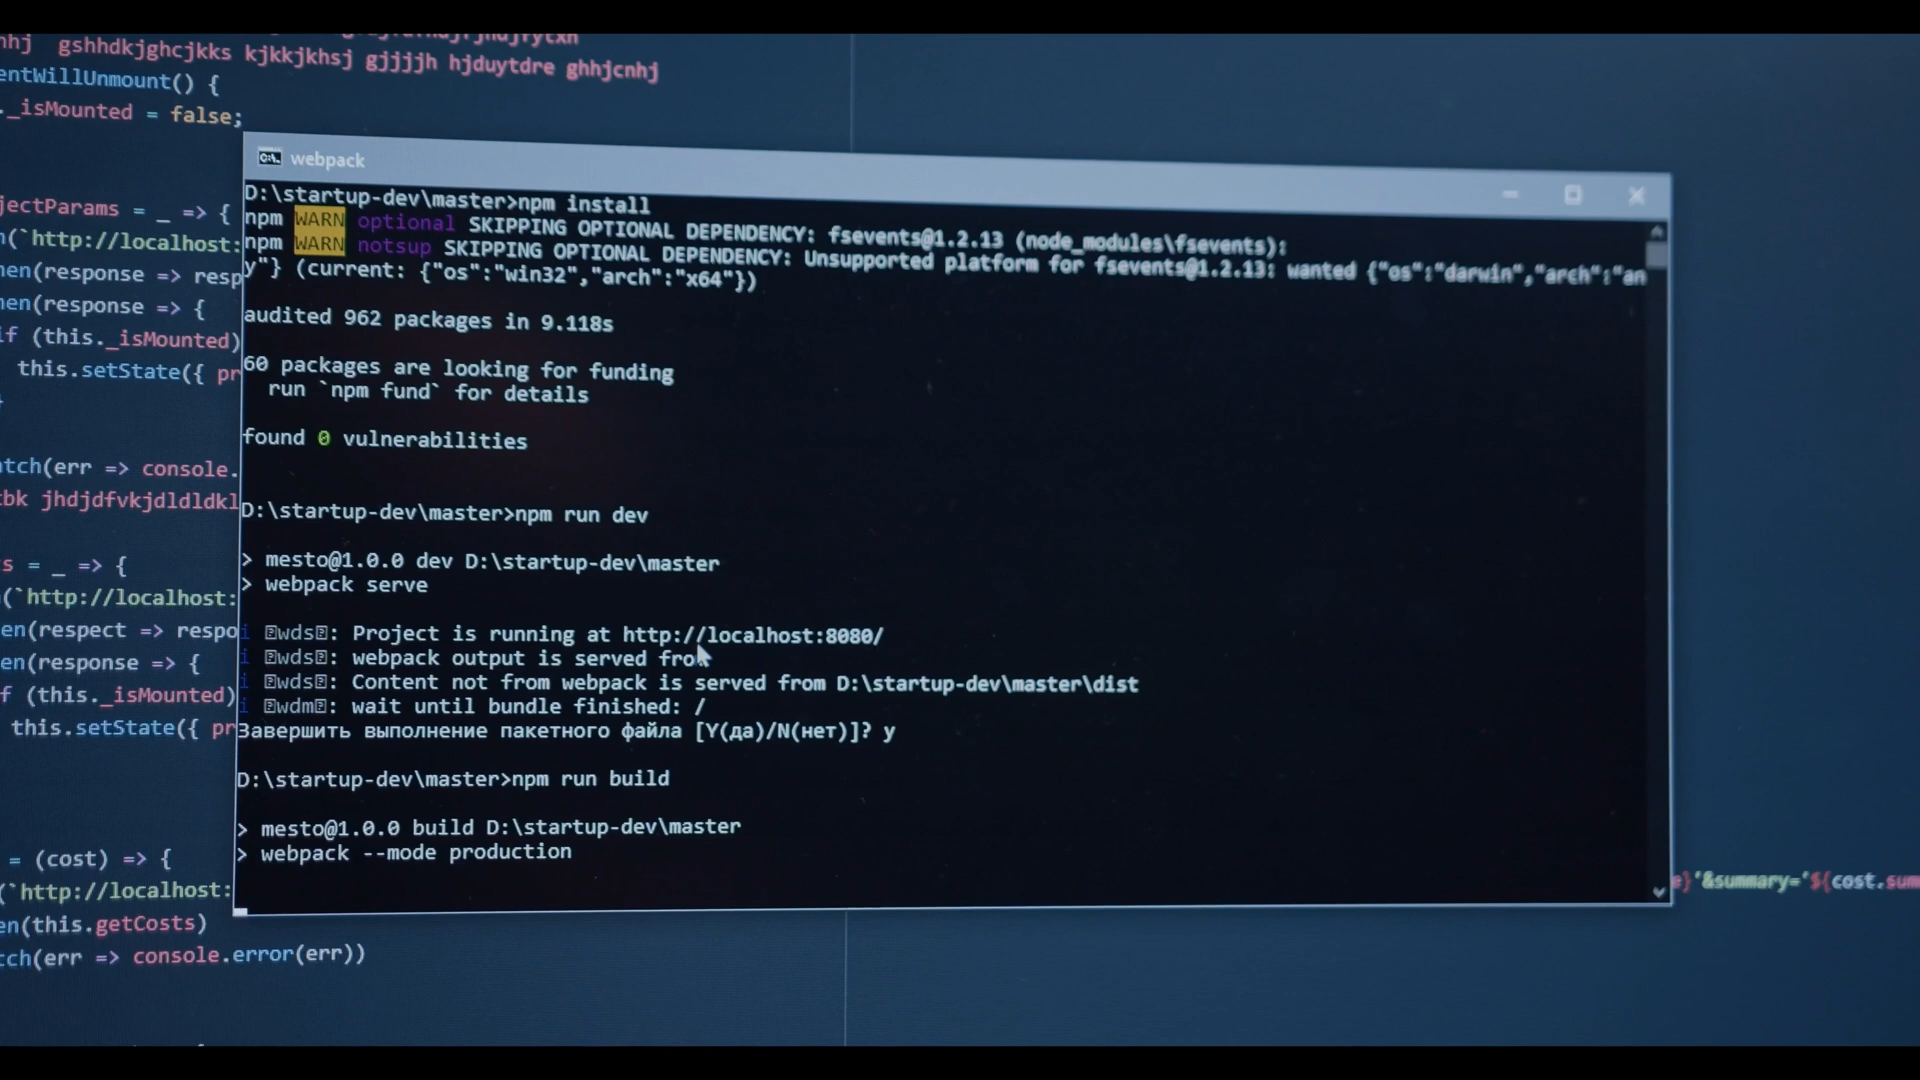 gshhdkjghcjkks kjkkjkhsj gjjjjh hjduytdre ghhjcnhj
entWillUnmount() {
._isMounted = false;
webpack
D:\startup-dev\master>npm install
npm WARN optional SKIPPING OPTIONAL DEPENDENCY: fsevents@1.2.13 (node_modules\fsevents):
npm WARN notsup SKIPPING OPTIONAL DEPENDENCY: Unsupported platform for fsevents@1.2.13: wanted {"os":"darwin","arch":"an
y"} (current: {"os":"win32","arch":"x64"})
audited 962 packages in 9.118s
60 packages are looking for funding
run `npm fund` for details
found 0 vulnerabilities
D:\startup-dev\master>npm run dev
> mesto@1.0.0 dev D:\startup-dev\master
> webpack serve
i ⍰wds⍰: Project is running at http://localhost:8080/
i ⍰wds⍰: webpack output is served from
i ⍰wds⍰: Content not from webpack is served from D:\startup-dev\master\dist
i ⍰wdm⍰: wait until bundle finished: /
Завершить выполнение пакетного файла [Y(да)/N(нет)]? y
D:\startup-dev\master>npm run build
> mesto@1.0.0 build D:\startup-dev\master
> webpack --mode production
jectParams = _ => {
(`http://localhost:
hen(response => resp
hen(response => {
if (this._isMounted)
this.setState({ pr
atch(err => console.
tbk jhdjdfvkjdldldkl
s = _ => {
(`http://localhost:
en(respect => respo
en(response => {
f (this._isMounted)
this.setState({ pr
= (cost) => {
(`http://localhost:
en(this.getCosts)
tch(err => console.error(err))
}'&summary='${cost.summ